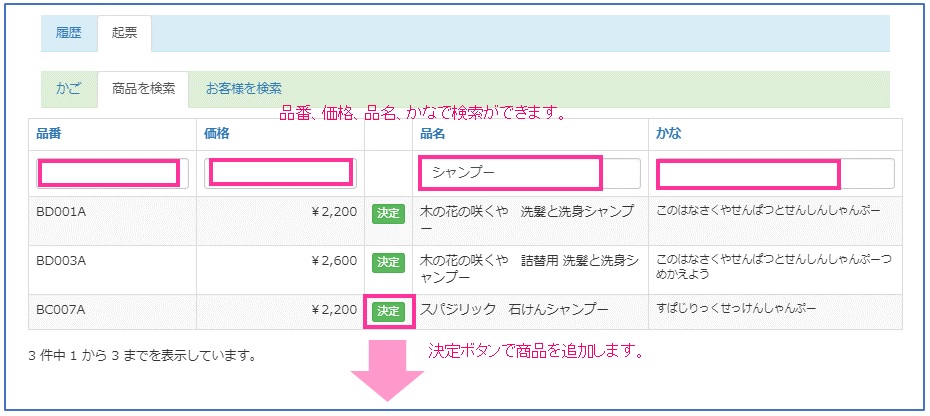 履歴 起票
かご 商品を検索 お客様を検索
品番、価格、品名、かなで検索ができます。
品番 価格 品名 かな
シャンプー
BD001A ￥2,200 決定 木の花の咲くや　洗髪と洗身シャンプ このはなさくやせんぱつとせんしんしゃんぷー
ー
BD003A ￥2,600 決定 木の花の咲くや　詰替用 洗髪と洗身シ このはなさくやせんぱつとせんしんしゃんぷーつ
ャンプー めかえよう
BC007A ￥2,200 決定 スパジリック　石けんシャンプー すぱじりっくせっけんしゃんぷー
3 件中 1 から 3 までを表示しています。
決定ボタンで商品を追加します。